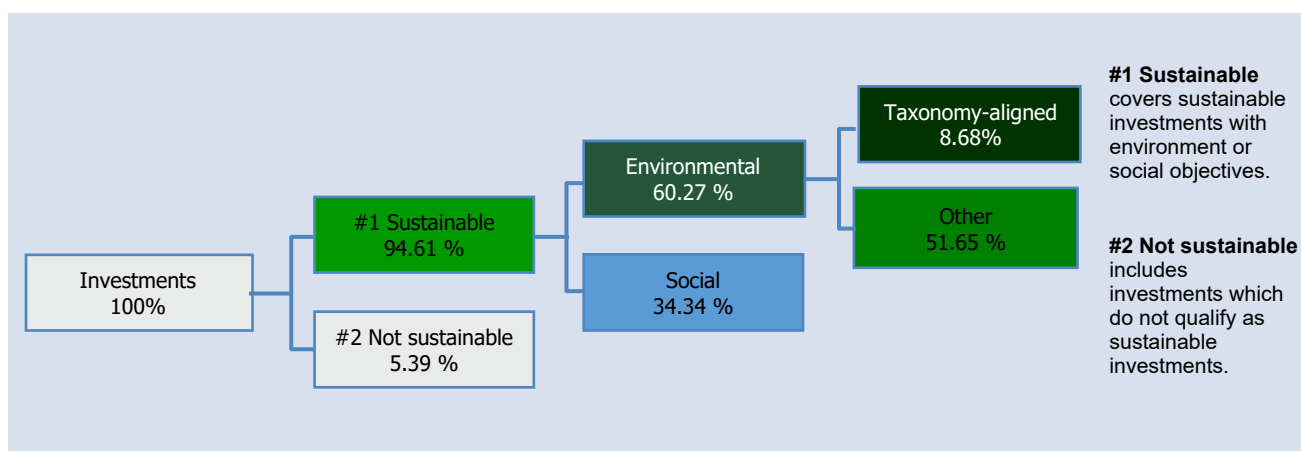 Investments
100%
#1 Sustainable
94.61 %
#2 Not sustainable
5.39 %
Environmental
60.27 %
Social
34.34 %
Taxonomy-aligned
8.68%
Other
51.65 %
#1 Sustainable
covers sustainable
investments with
environment or
social objectives.
#2 Not sustainable
includes
investments which
do not qualify as
sustainable
investments.